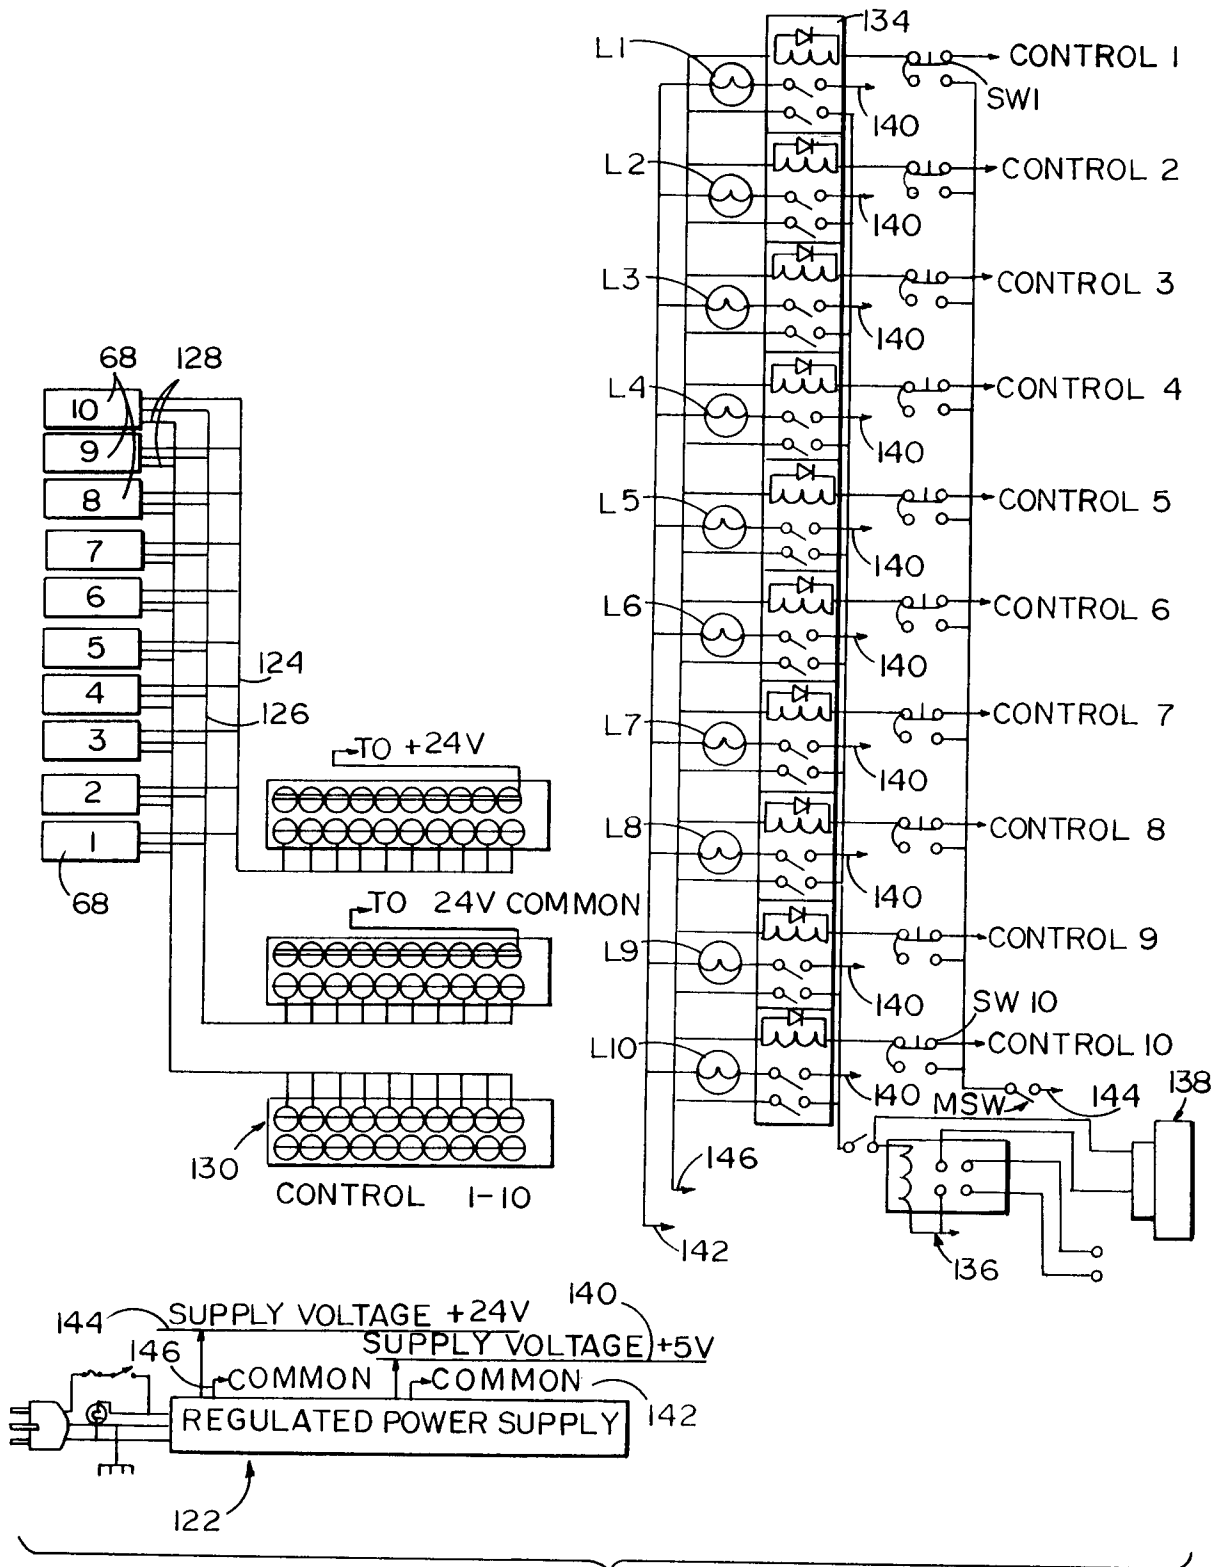 134
L1
CONTROL 1
SW1
140
L2
CONTROL 2
140
L3
CONTROL 3
140
68
128
L4
CONTROL 4
10
140
9
8
L5
CONTROL 5
7
140
6
L6
CONTROL 6
5
124
140
4
126
3
L7
CONTROL 7
TO +24V
2
140
1
L8
CONTROL 8
68
140
TO 24V COMMON
L9
CONTROL 9
140
SW 10
L10
CONTROL 10
140
MSW
144
138
130
CONTROL 1-10
146
142
136
140
144
SUPPLY VOLTAGE +24V
146
SUPPLY VOLTAGE +5V
COMMON
COMMON
142
REGULATED POWER SUPPLY
122